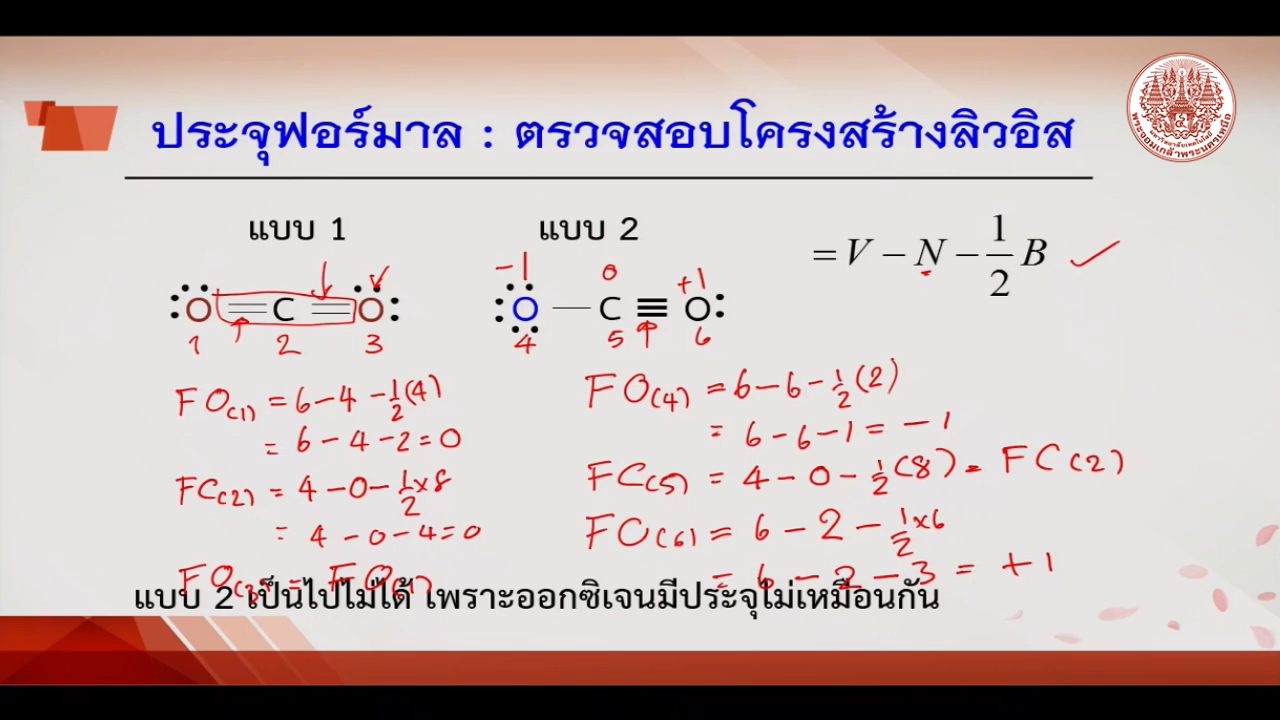 ประจุฟอร์มาล : ตรวจสอบโครงสร้างลิวอิส
แบบ 1
แบบ 2
= V − N − 1/2 B ✓
O = C = O
1 2 3
−1 0 +1
O — C ≡ O
4 5 6
FO(1) = 6 − 4 − 1/2(4)
= 6 − 4 − 2 = 0
FC(2) = 4 − 0 − 1/2 × 8
= 4 − 0 − 4 = 0
FO(3) = FO(1)
FO(4) = 6 − 6 − 1/2(2)
= 6 − 6 − 1 = −1
FC(5) = 4 − 0 − 1/2(8) = FC(2)
FO(6) = 6 − 2 − 1/2 × 6
= 6 − 2 − 3 = +1
แบบ 2 เป็นไปไม่ได้ เพราะออกซิเจนมีประจุไม่เหมือนกัน